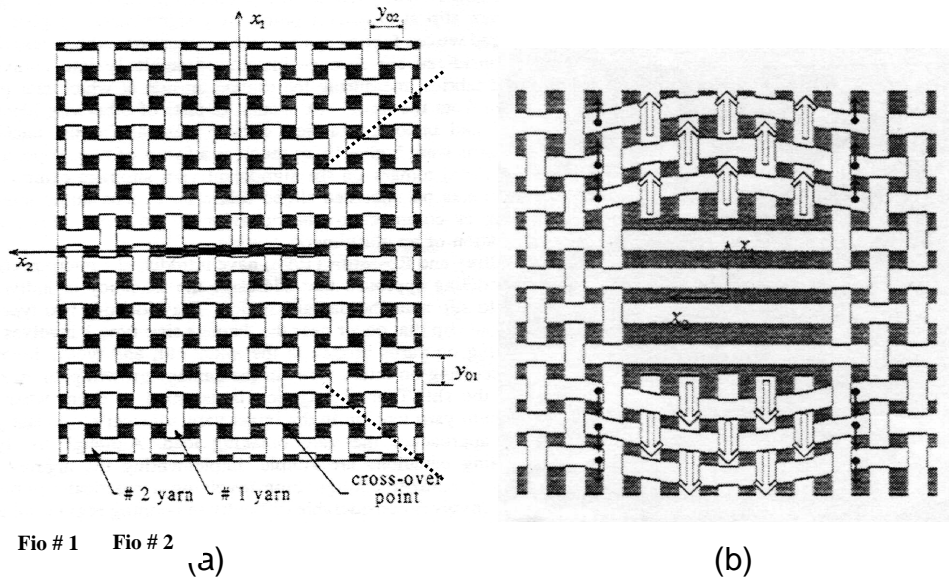 x₁
y₀₂
x₂
y₀₁
# 2 yarn
# 1 yarn
cross-over
point
Fio # 1 Fio # 2
(a)
x₁
x₂
(b)